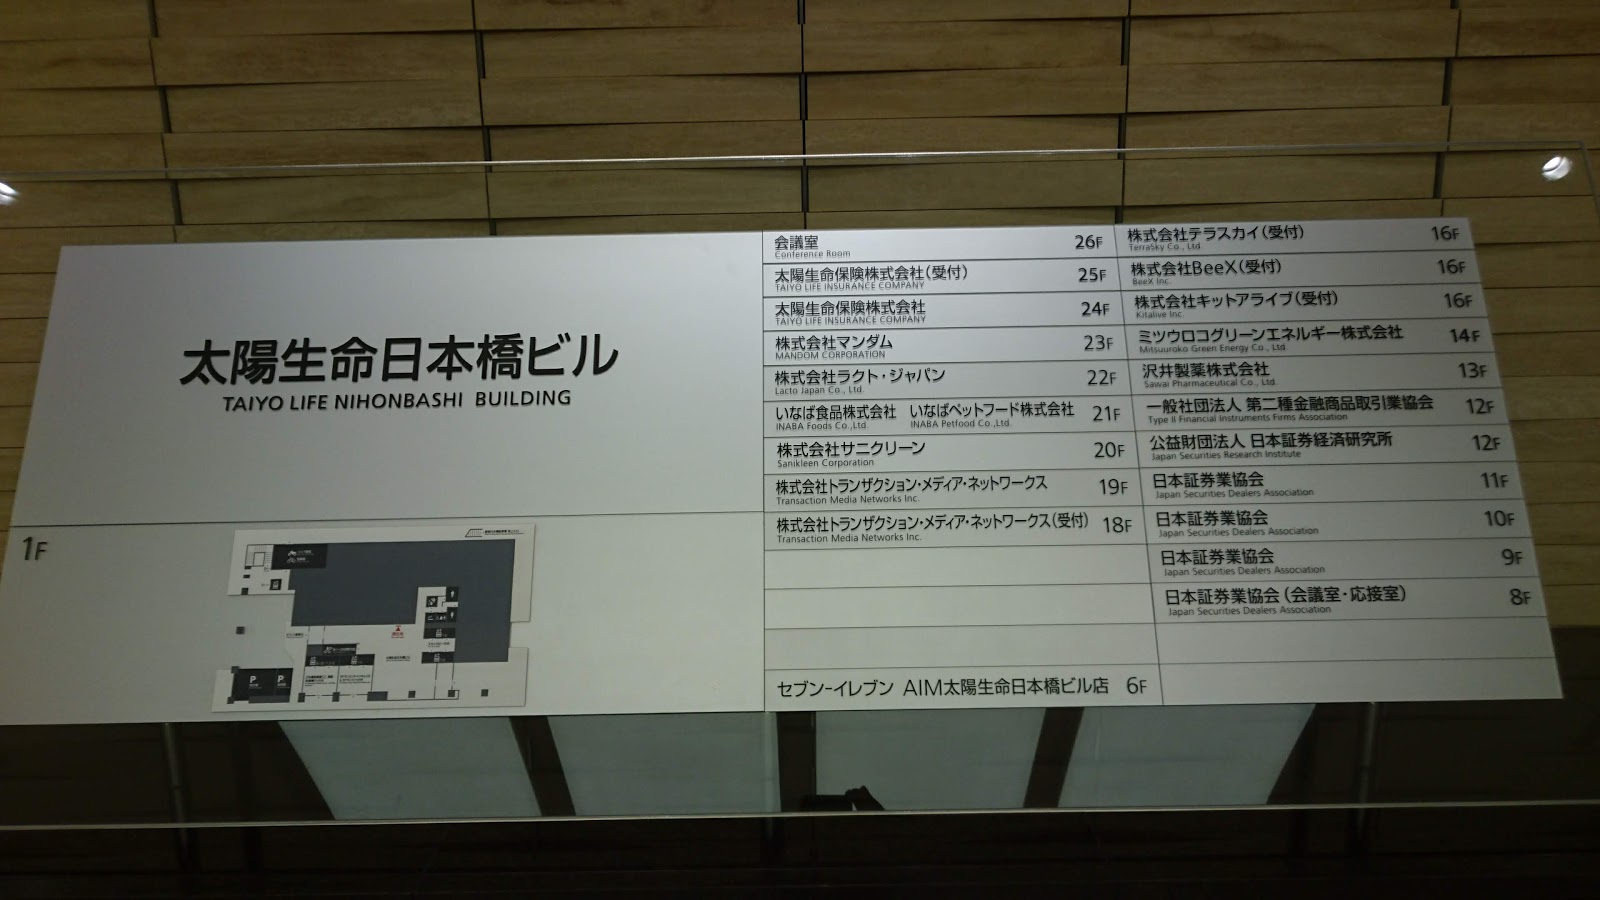 太陽生命日本橋ビル
TAIYO LIFE NIHONBASHI BUILDING
1F
P
P
会議室 26F
Conference Room
太陽生命保険株式会社(受付) 25F
TAIYO LIFE INSURANCE COMPANY
太陽生命保険株式会社 24F
TAIYO LIFE INSURANCE COMPANY
株式会社マンダム 23F
MANDOM CORPORATION
株式会社ラクト・ジャパン 22F
Lacto Japan Co., Ltd.
いなば食品株式会社 いなばペットフード株式会社 21F
INABA Foods Co.,Ltd. INABA Petfood Co.,Ltd.
株式会社サニクリーン 20F
Sanikleen Corporation
株式会社トランザクション・メディア・ネットワークス 19F
Transaction Media Networks Inc.
株式会社トランザクション・メディア・ネットワークス(受付) 18F
Transaction Media Networks Inc.
セブン-イレブン AIM太陽生命日本橋ビル店 6F
株式会社テラスカイ(受付) 16F
TerraSky Co., Ltd
株式会社BeeX(受付) 16F
BeeX Inc.
株式会社キットアライブ(受付) 16F
Kitalive Inc.
ミツウロコグリーンエネルギー株式会社 14F
Mitsuuroko Green Energy Co., Ltd.
沢井製薬株式会社 13F
Sawai Pharmaceutical Co., Ltd.
一般社団法人 第二種金融商品取引業協会 12F
Type II Financial Instruments Firms Association
公益財団法人 日本証券経済研究所 12F
Japan Securities Research Institute
日本証券業協会 11F
Japan Securities Dealers Association
日本証券業協会 10F
Japan Securities Dealers Association
日本証券業協会 9F
Japan Securities Dealers Association
日本証券業協会(会議室・応接室) 8F
Japan Securities Dealers Association